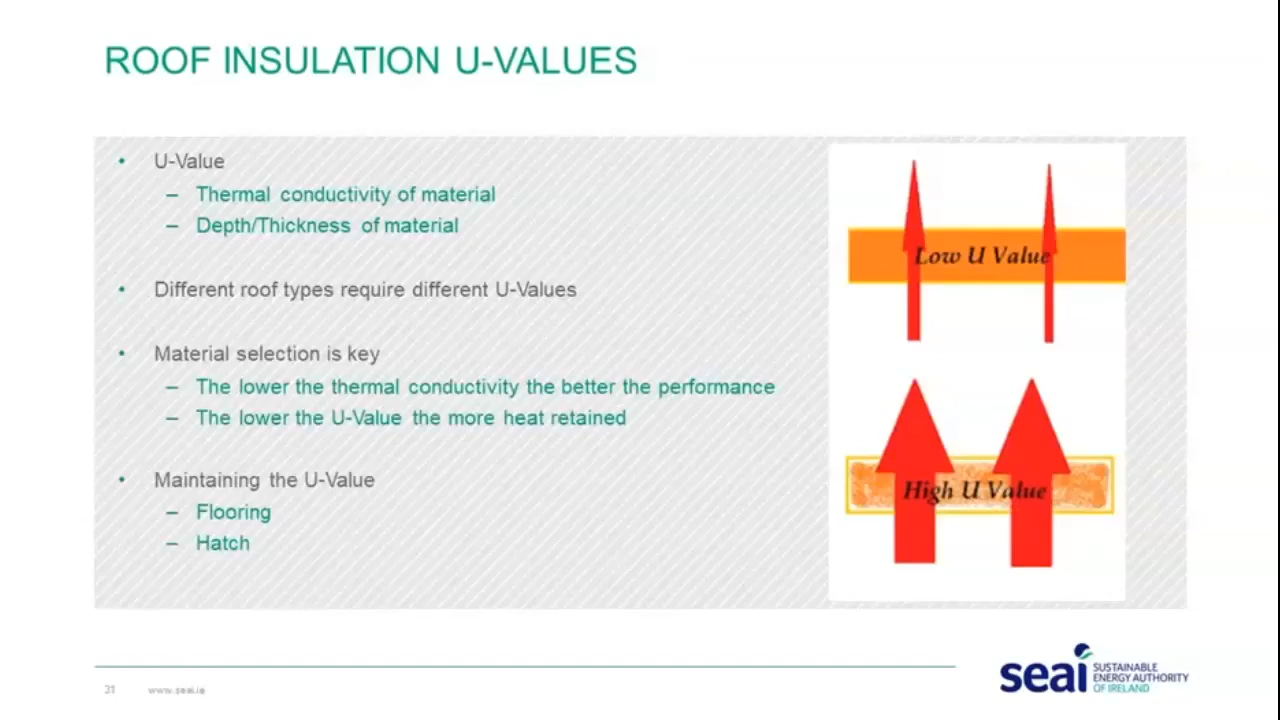 ROOF INSULATION U-VALUES
• U-Value
– Thermal conductivity of material
– Depth/Thickness of material
• Different roof types require different U-Values
• Material selection is key
– The lower the thermal conductivity the better the performance
– The lower the U-Value the more heat retained
• Maintaining the U-Value
– Flooring
– Hatch
Low U Value
High U Value
31 www.seai.ie
seai
SUSTAINABLE
ENERGY AUTHORITY
OF IRELAND